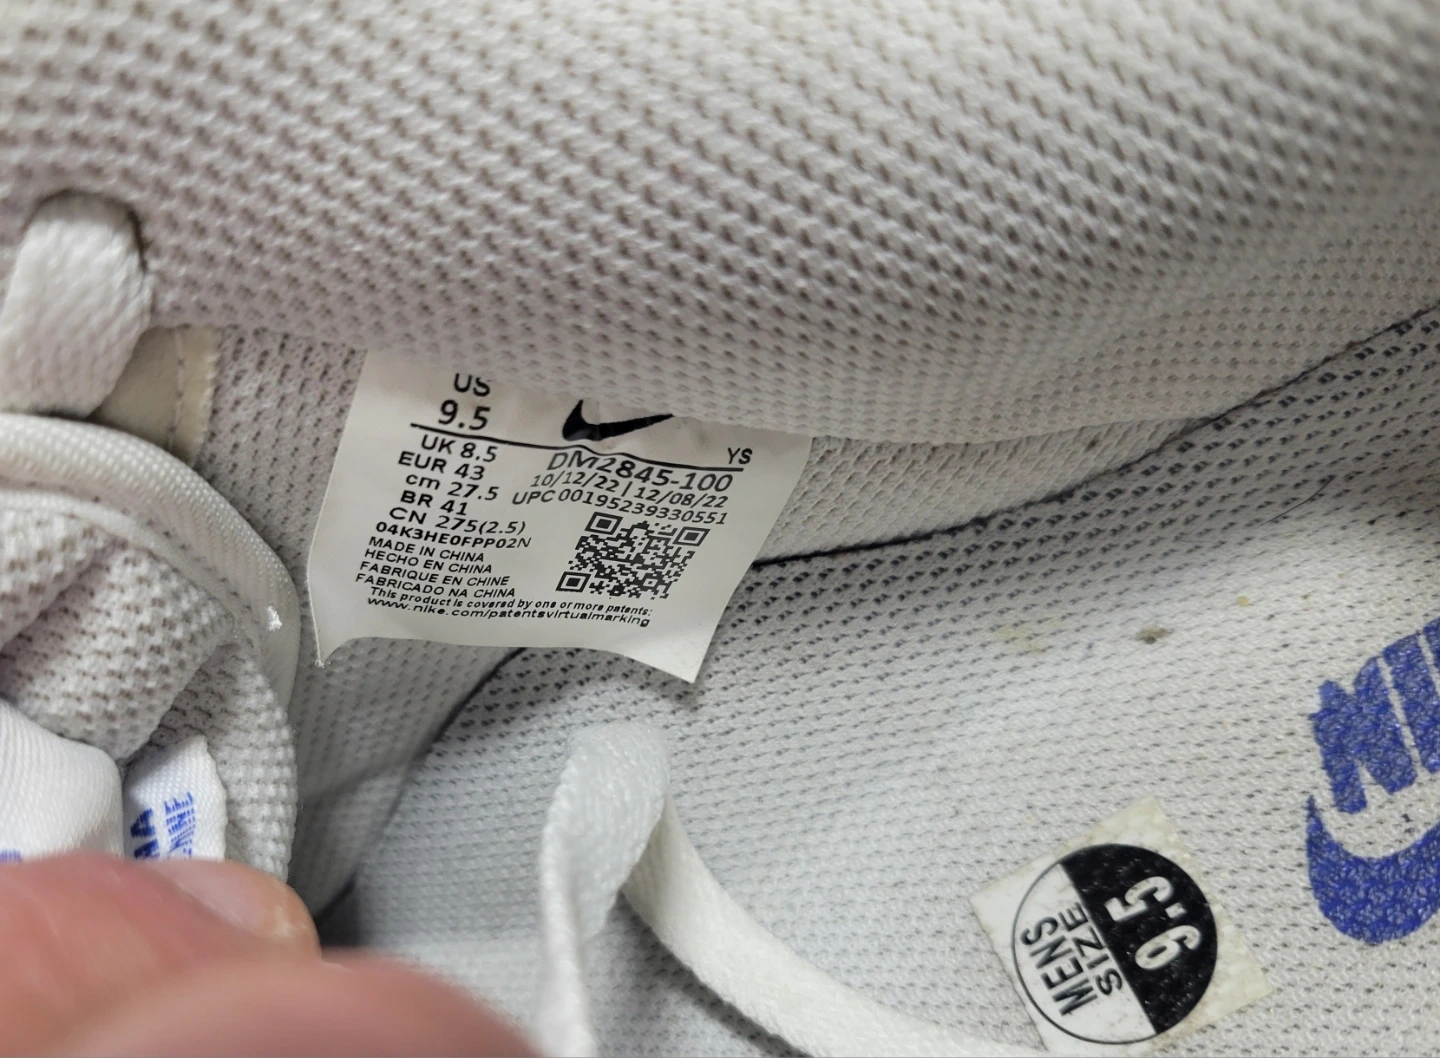 US
9.5
UK 8.5
EUR 43
cm 27.5
BR 41
CN 275(2.5)
04K3HE0FPP02N
MADE IN CHINA
HECHO EN CHINA
FABRIQUE EN CHINE
FABRICADO NA CHINA
YS
DM2845-100
10/12/22|12/08/22
UPC 00195239330551
This product is covered by one or more patents:
www.nike.com/patentsvirtualmarking
MENS
SIZE
9.5